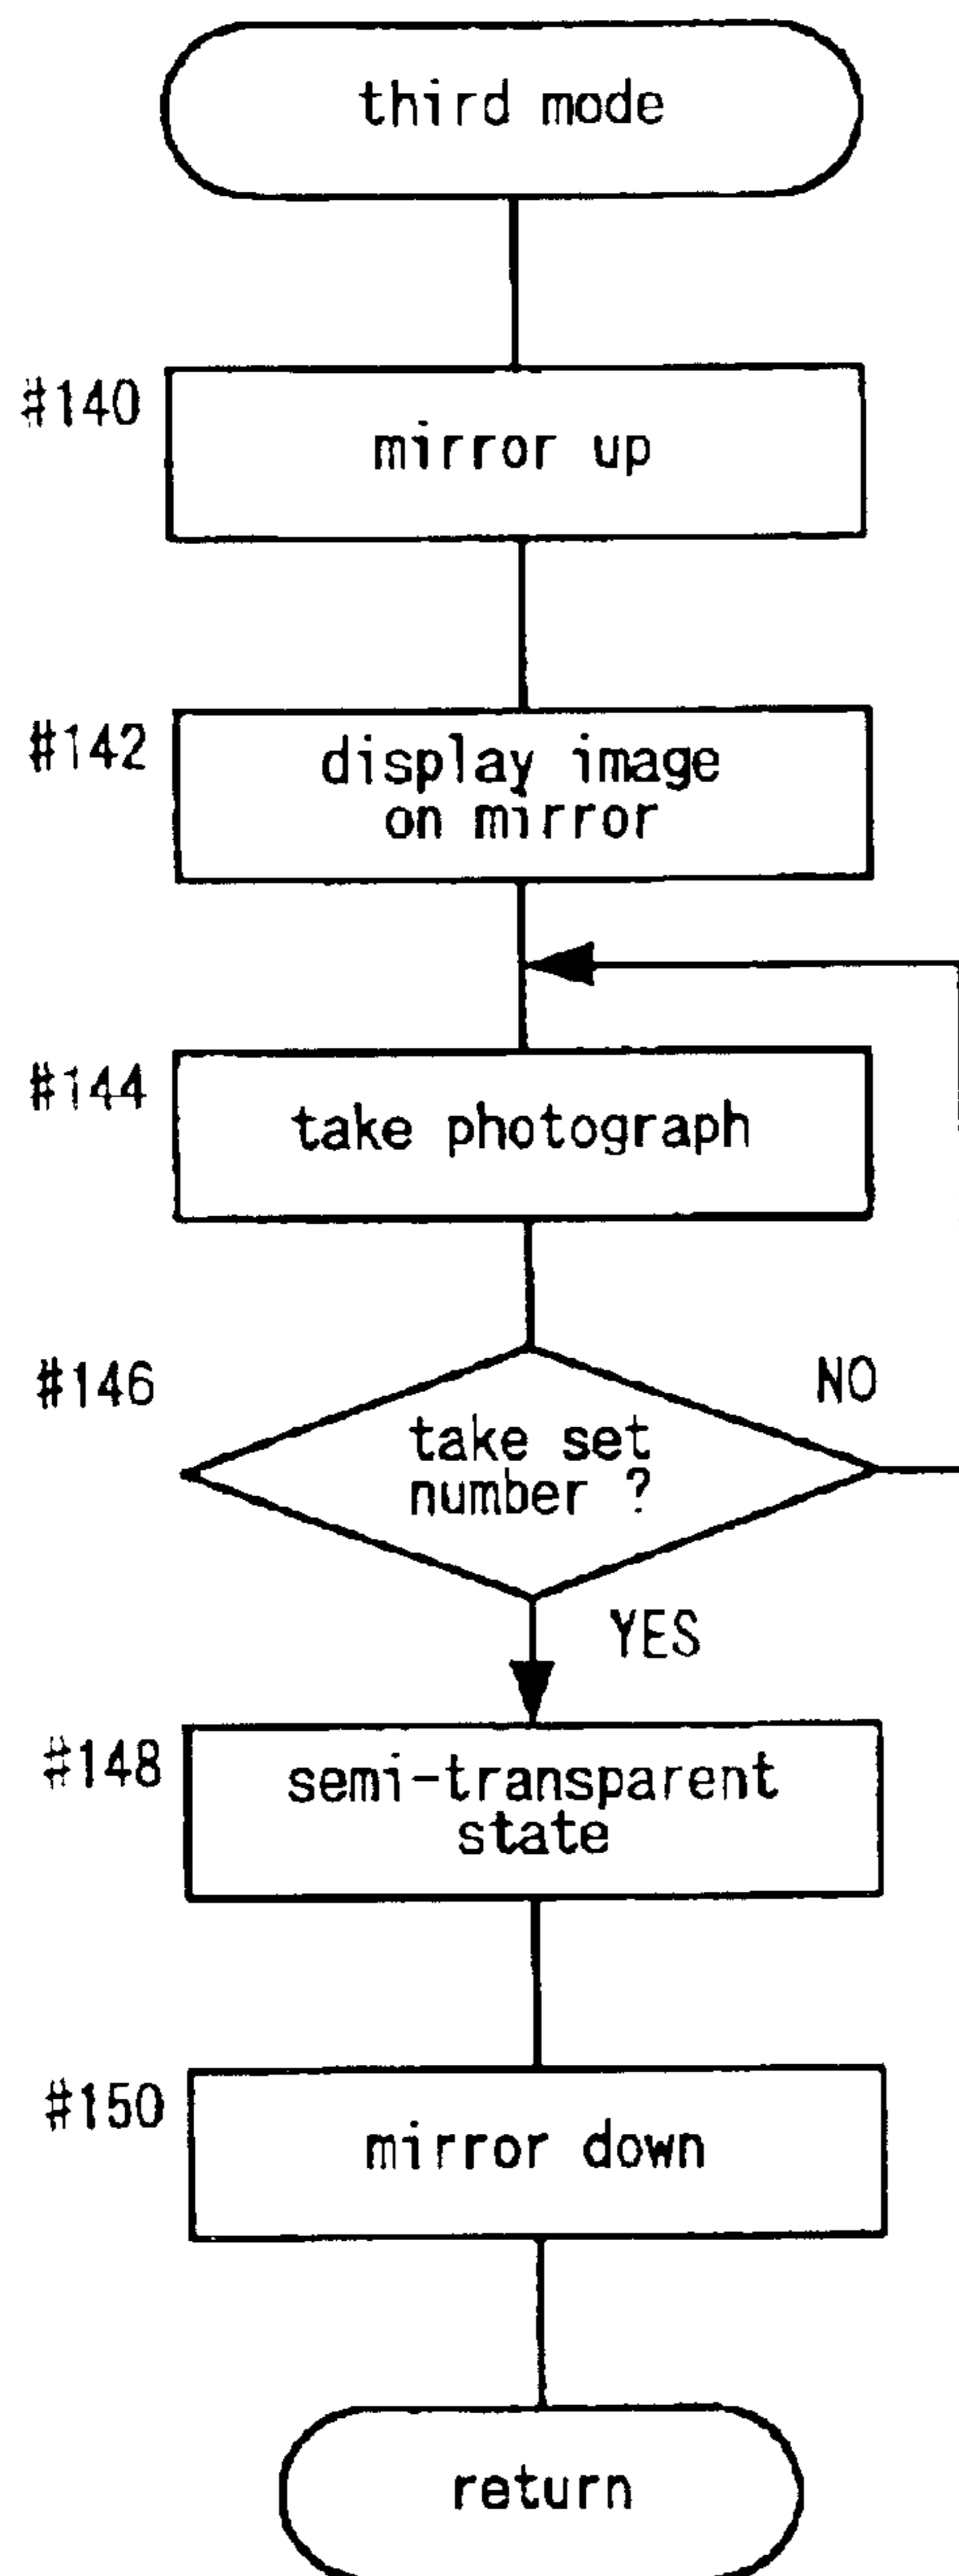 third mode
#140
mirror up
#142
display image
on mirror
#144
take photograph
#146
NO
take set
number ?
YES
#148
semi-transparent
state
#150
mirror down
return